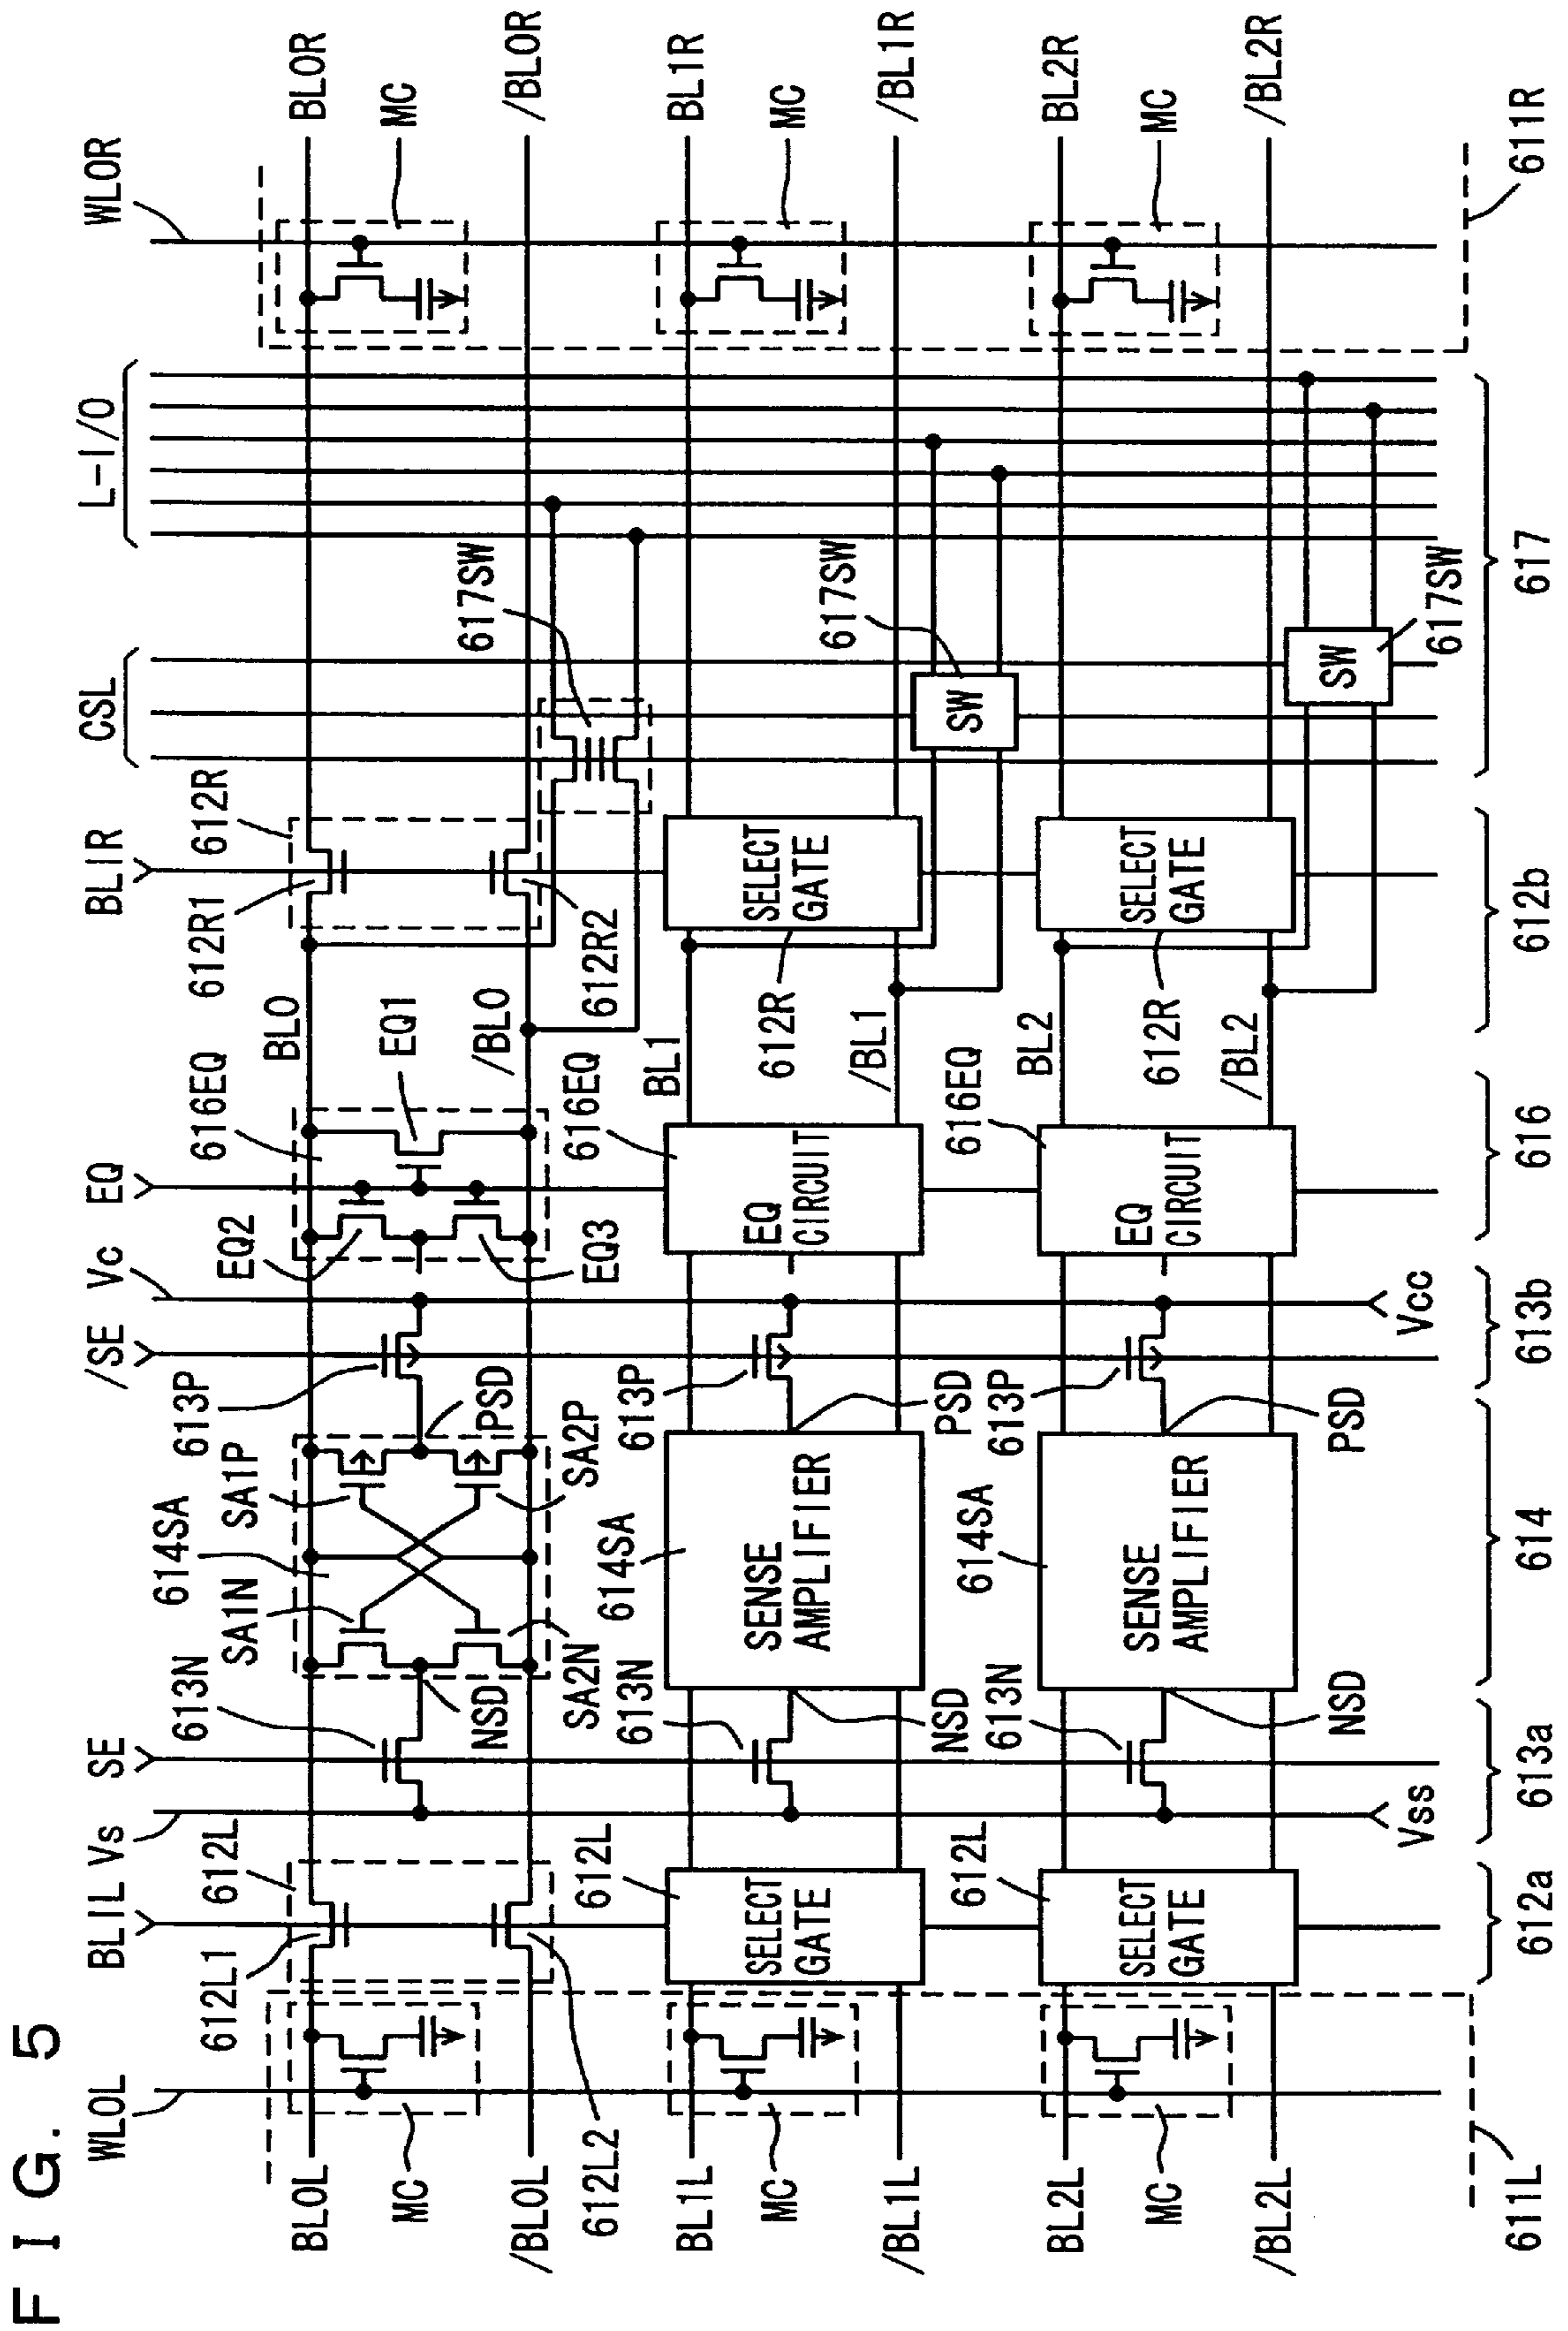 FIG. 5
WL0L
BLIL
Vs
SE
/SE
Vc
EQ
BLIR
CSL
L-I/O
WL0R
612L1
612L
613N
SA1N
614SA
SA1P
613P
EQ2
616EQ
EQ1
612R1
612R
617SW
BL0L
BL0
BL0R
MC
NSD
PSD
MC
/BL0L
612L2
SA2N
SA2P
EQ3
/BL0
612R2
/BL0R
612L
613N
614SA
613P
616EQ
BL1
612R
617SW
BL1L
BL1R
MC
SELECT GATE
SENSE AMPLIFIER
EQ CIRCUIT
SELECT GATE
MC
/BL1L
NSD
PSD
/BL1
SW
/BL1R
612L
613N
614SA
613P
616EQ
BL2
612R
BL2L
BL2R
MC
SELECT GATE
SENSE AMPLIFIER
EQ CIRCUIT
SELECT GATE
MC
/BL2L
NSD
PSD
/BL2
SW
/BL2R
Vss
Vcc
617SW
611L
612a
613a
614
613b
616
612b
617
611R